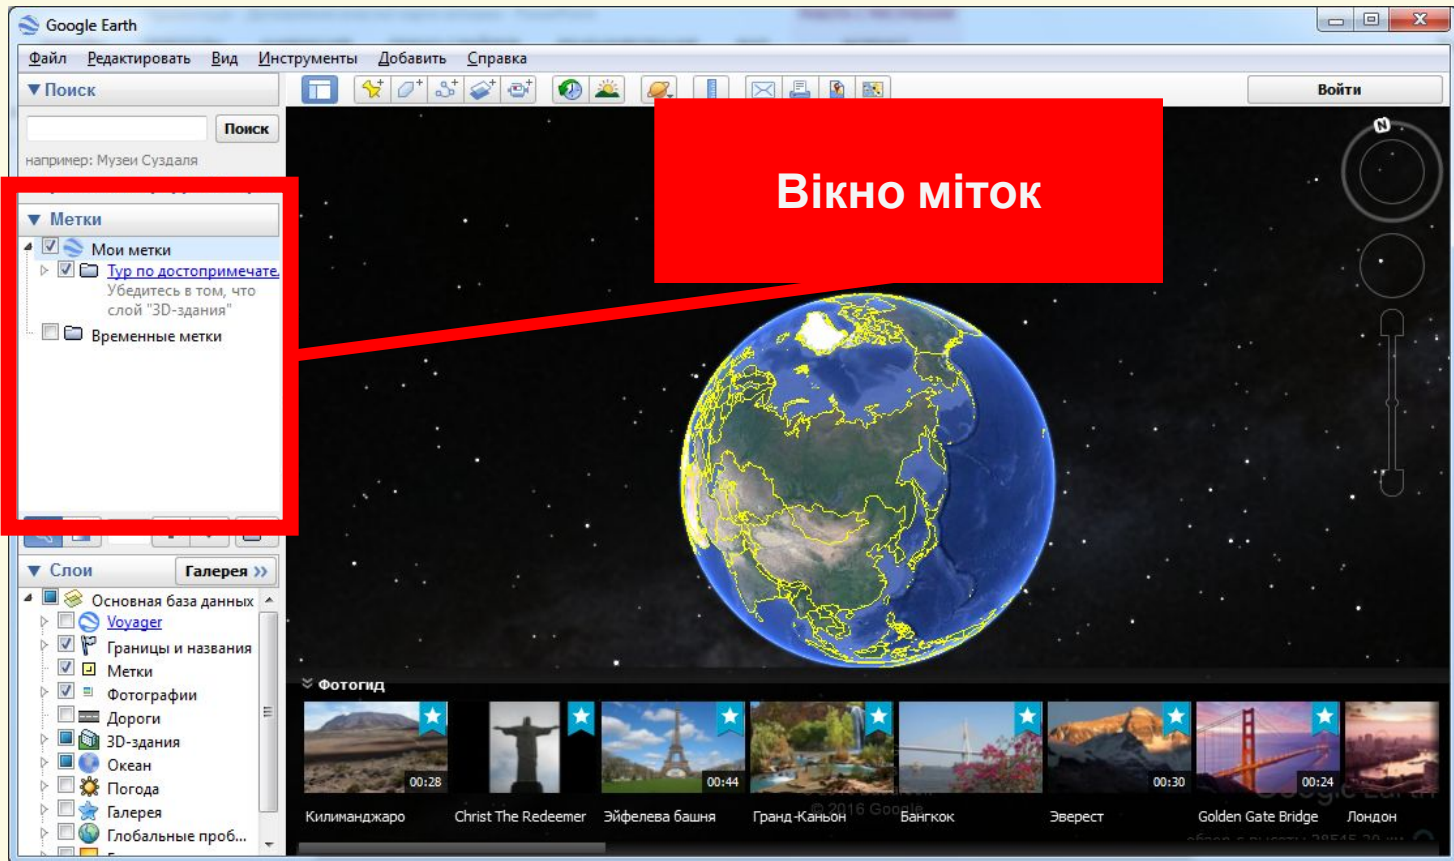 Google Earth
Файл Редактировать Вид Инструменты Добавить Справка
Поиск
Войти
Поиск
например: Музеи Суздаля
N
Вікно міток
Метки
Мои метки
Тур по достопримечате
Убедитесь в том, что
слой "3D-здания"
Временные метки
Слои
Галерея »
Основная база данных
Voyager
Границы и названия
Метки
Фотографии
Дороги
3D-здания
Океан
Погода
Галерея
Глобальные проб...
Фотогид
00:28
00:44
00:30
00:24
© 2016 Google
Килиманджаро
Christ The Redeemer
Эйфелева башня
Гранд-Каньон
Бангкок
Эверест
Golden Gate Bridge
Лондон